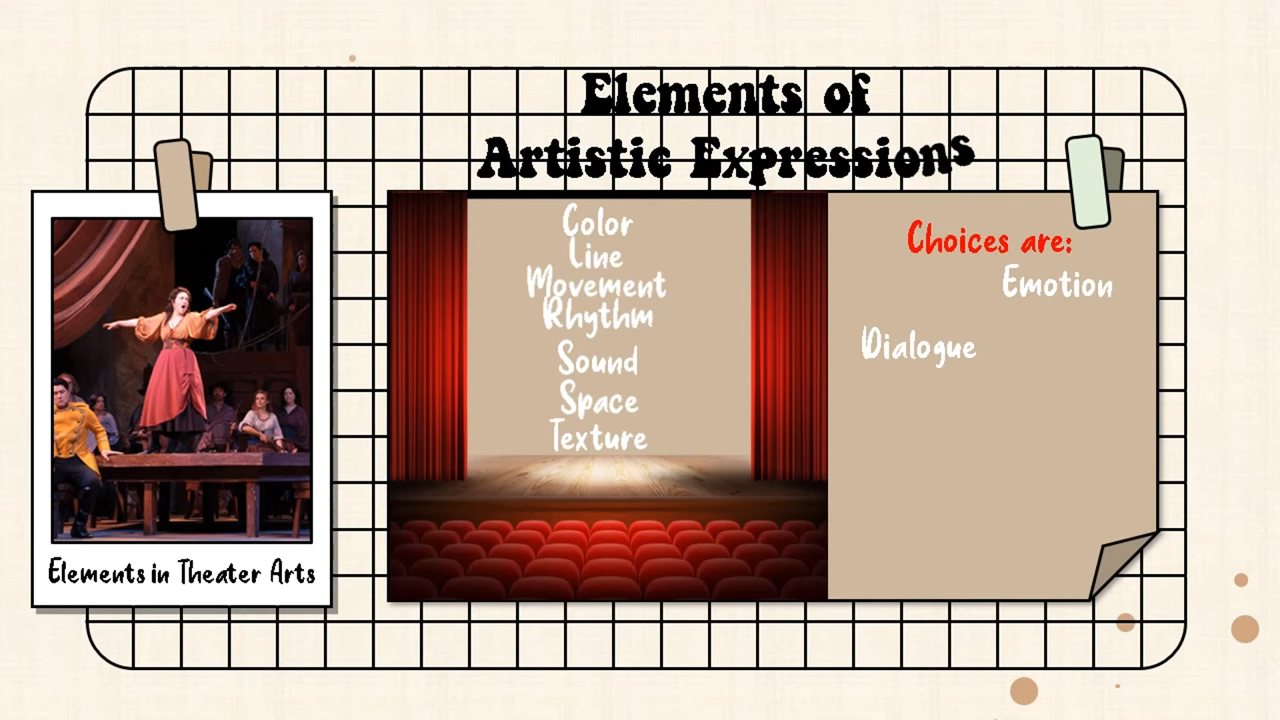 Elements of
Artistic Expressions
Color
Line
Movement
Rhythm
Sound
Space
Texture
Choices are:
Emotion
Dialogue
Elements in Theater Arts